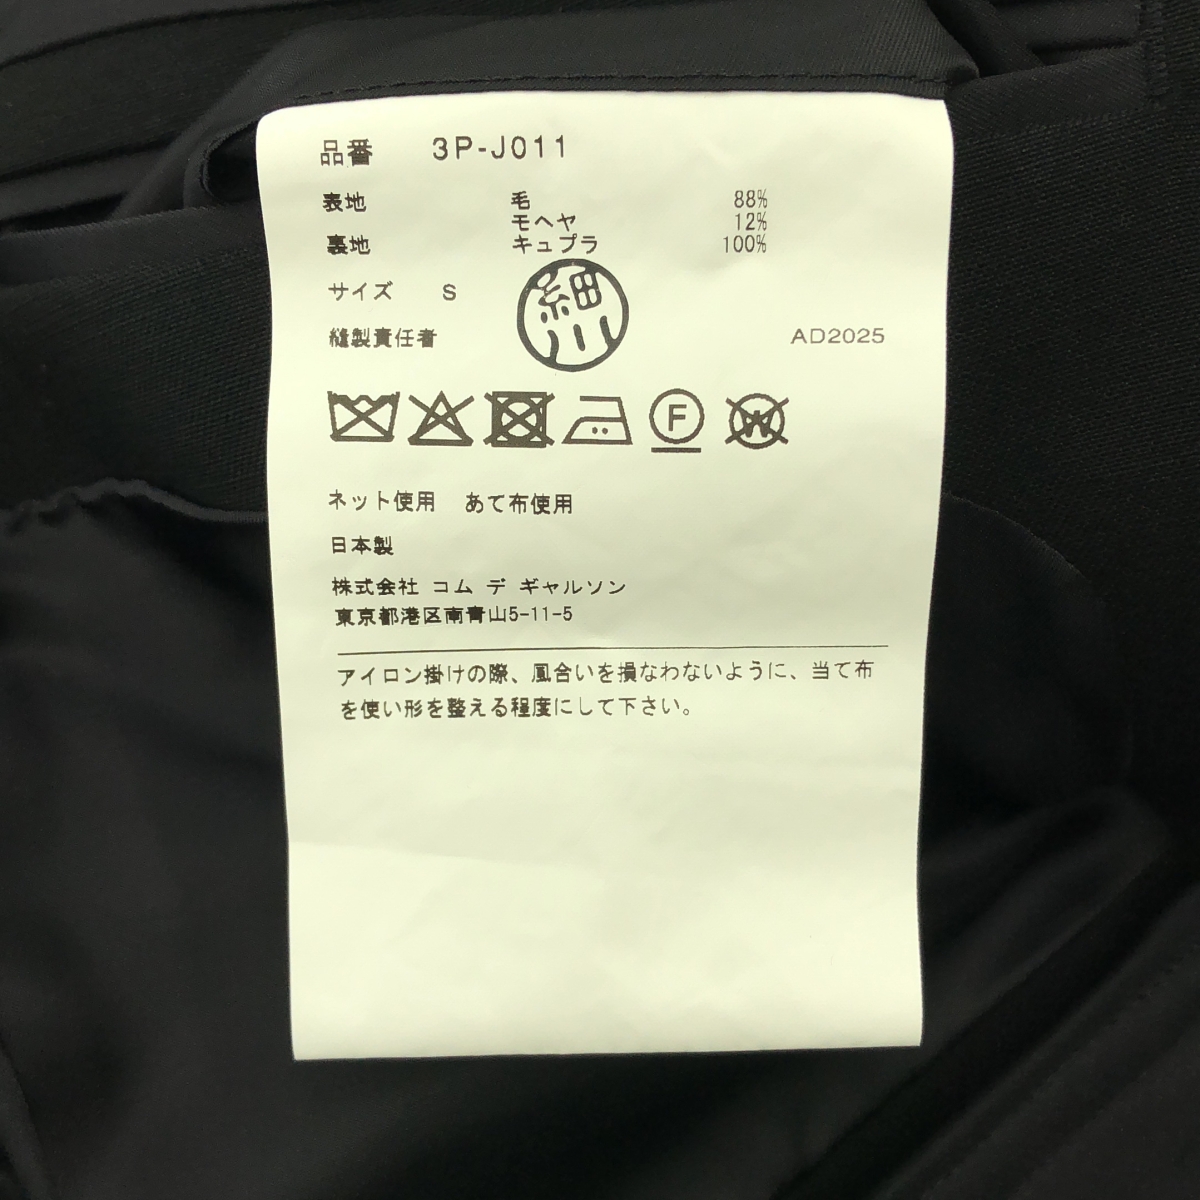 品番 3P-J011
表地 毛 88%
モヘヤ 12%
裏地 キュプラ 100%
サイズ S
細川
縫製責任者 AD2025
F W
ネット使用 あて布使用
日本製
株式会社 コム デ ギャルソン
東京都港区南青山5-11-5
アイロン掛けの際、風合いを損なわないように、当て布
を使い形を整える程度にして下さい。